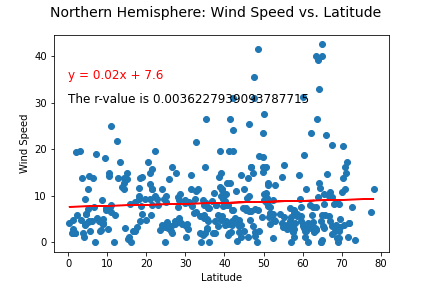 Northern Hemisphere: Wind Speed vs. Latitude
40
y = 0.02x + 7.6
30
The r-value is 0.0036227939093787715
Wind Speed
20
10
0
0 10 20 30 40 50 60 70 80
Latitude